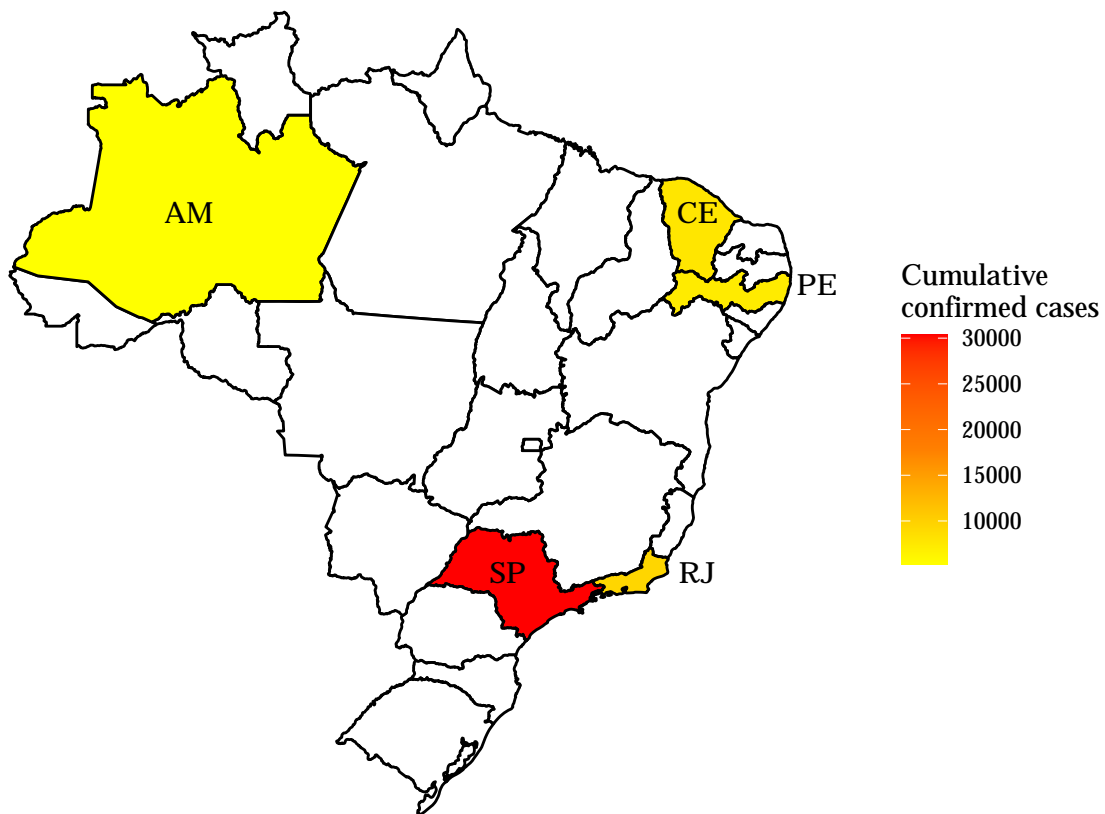 AM
CE
PE
SP
RJ
Cumulative
confirmed cases
30000
25000
20000
15000
10000